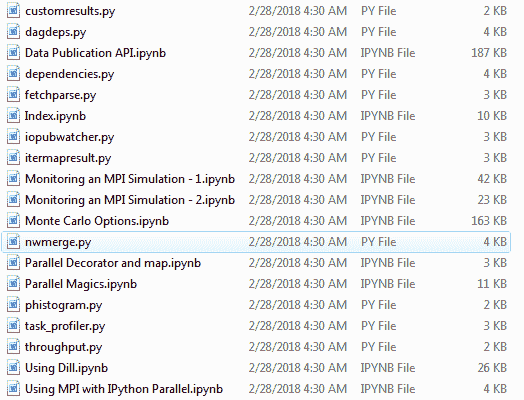 customresults.py 2/28/2018 4:30 AM PY File 2 KB
dagdeps.py 2/28/2018 4:30 AM PY File 4 KB
Data Publication API.ipynb 2/28/2018 4:30 AM IPYNB File 187 KB
dependencies.py 2/28/2018 4:30 AM PY File 4 KB
fetchparse.py 2/28/2018 4:30 AM PY File 3 KB
Index.ipynb 2/28/2018 4:30 AM IPYNB File 10 KB
iopubwatcher.py 2/28/2018 4:30 AM PY File 3 KB
itermapresult.py 2/28/2018 4:30 AM PY File 3 KB
Monitoring an MPI Simulation - 1.ipynb 2/28/2018 4:30 AM IPYNB File 42 KB
Monitoring an MPI Simulation - 2.ipynb 2/28/2018 4:30 AM IPYNB File 23 KB
Monte Carlo Options.ipynb 2/28/2018 4:30 AM IPYNB File 163 KB
nwmerge.py 2/28/2018 4:30 AM PY File 4 KB
Parallel Decorator and map.ipynb 2/28/2018 4:30 AM IPYNB File 3 KB
Parallel Magics.ipynb 2/28/2018 4:30 AM IPYNB File 11 KB
phistogram.py 2/28/2018 4:30 AM PY File 2 KB
task_profiler.py 2/28/2018 4:30 AM PY File 3 KB
throughput.py 2/28/2018 4:30 AM PY File 2 KB
Using Dill.ipynb 2/28/2018 4:30 AM IPYNB File 26 KB
Using MPI with IPython Parallel.ipynb 2/28/2018 4:30 AM IPYNB File 4 KB